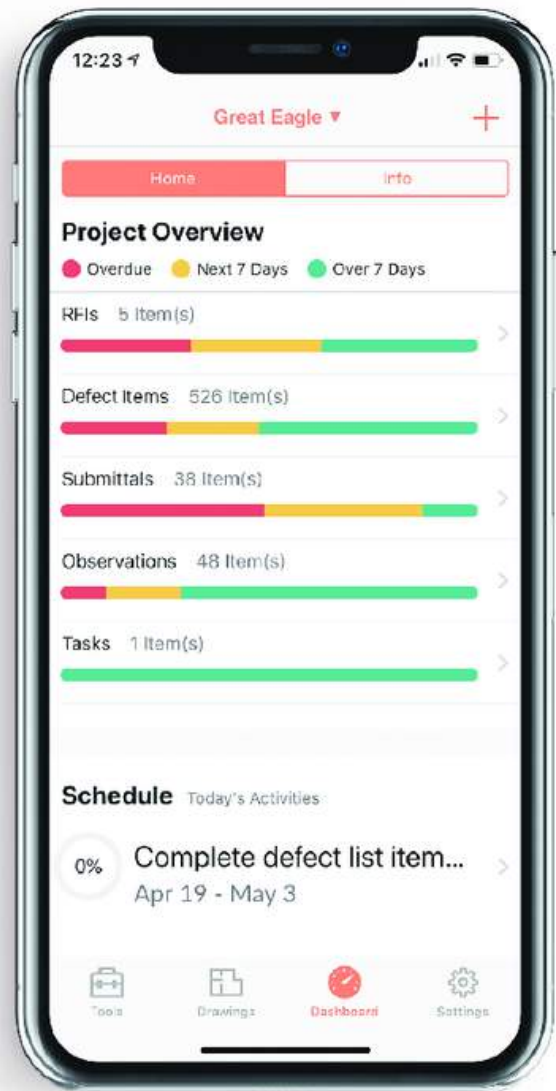 12:23
Great Eagle ▼ +
Home Info
Project Overview
Overdue Next 7 Days Over 7 Days
RFIs 5 Item(s)
Defect Items 526 Item(s)
Submittals 38 Item(s)
Observations 48 Item(s)
Tasks 1 Item(s)
Schedule Today's Activities
0% Complete defect list item...
Apr 19 - May 3
Tools Drawings Dashboard Settings